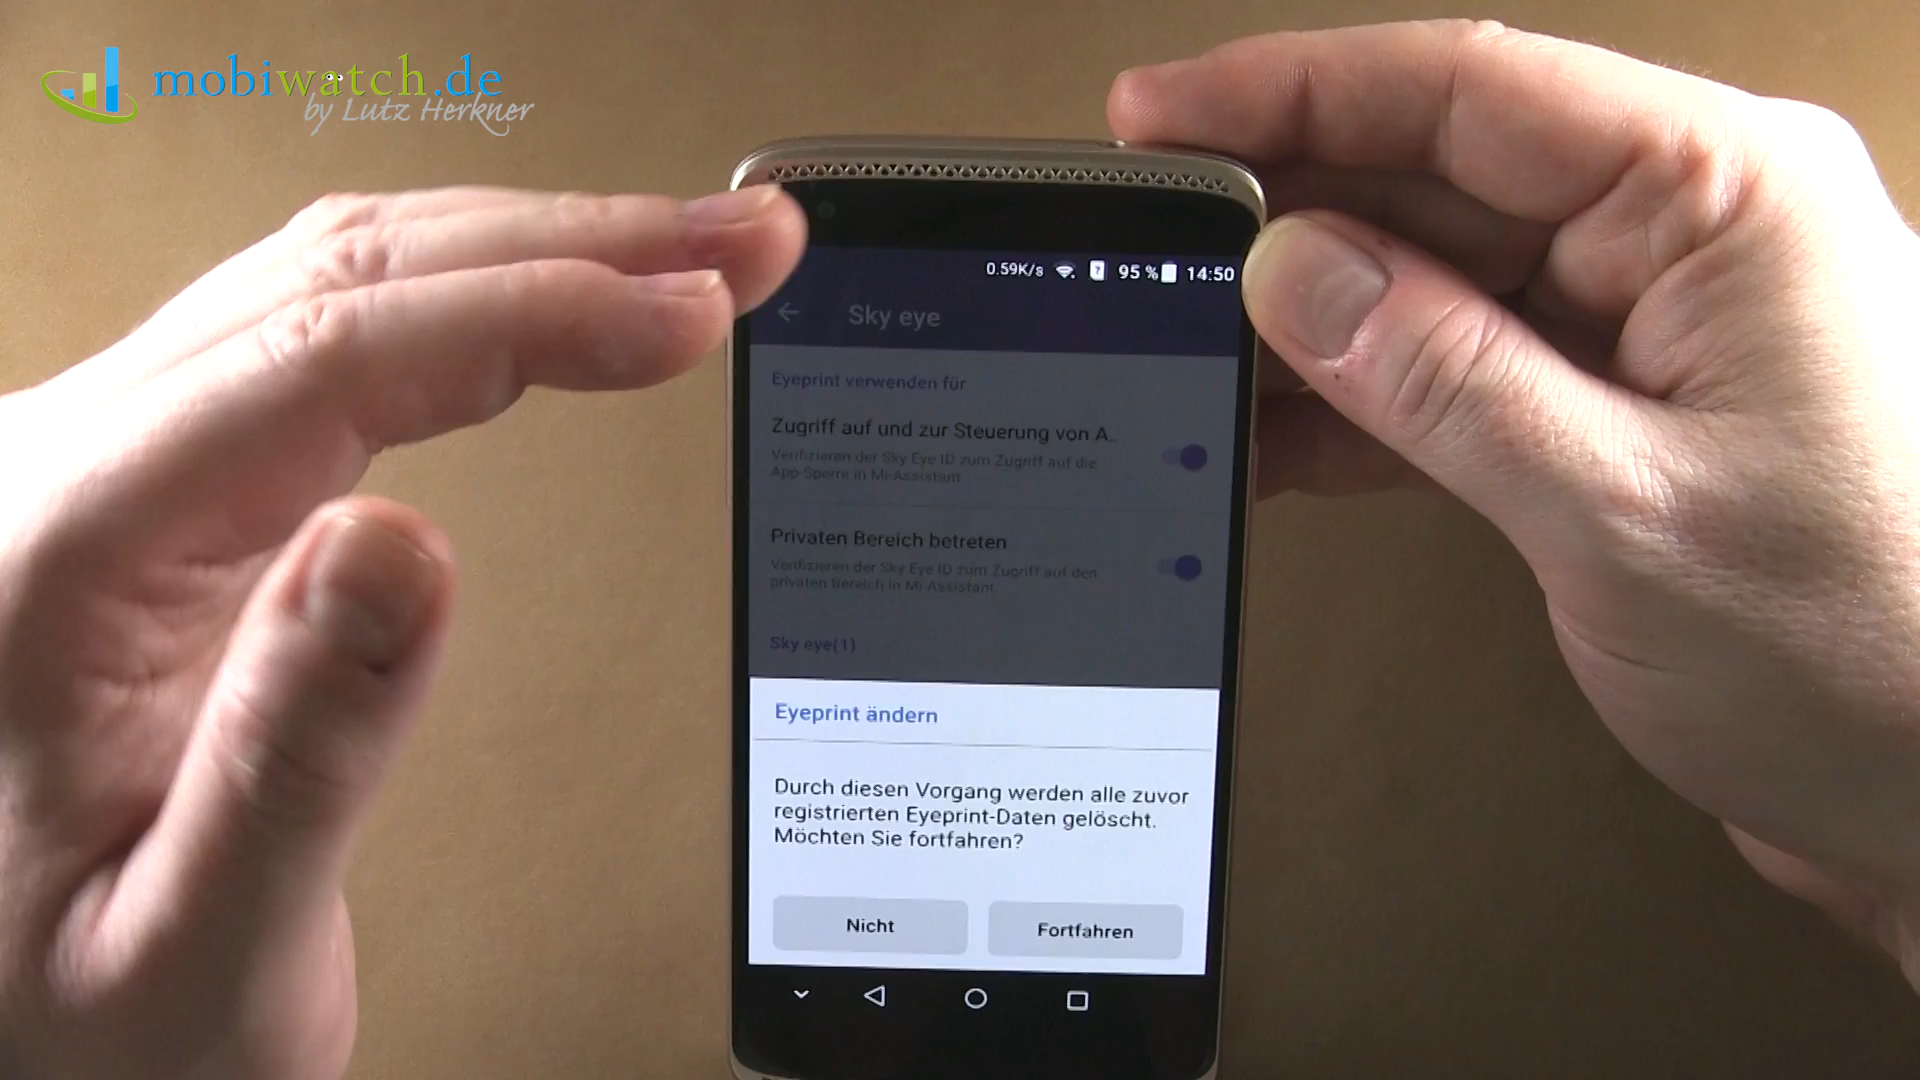 mobiwatch.de
by Lutz Herkner
0.59K/s 95 % 14:50
Sky eye
Eyeprint verwenden für
Zugriff auf und zur Steuerung von A..
Verifizieren der Sky Eye ID zum Zugriff auf die
App-Sperre in Mi-Assistant
Privaten Bereich betreten
Verifizieren der Sky Eye ID zum Zugriff auf den
privaten Bereich in Mi Assistant
Sky eye(1)
Eyeprint ändern
Durch diesen Vorgang werden alle zuvor
registrierten Eyeprint-Daten gelöscht.
Möchten Sie fortfahren?
Nicht
Fortfahren